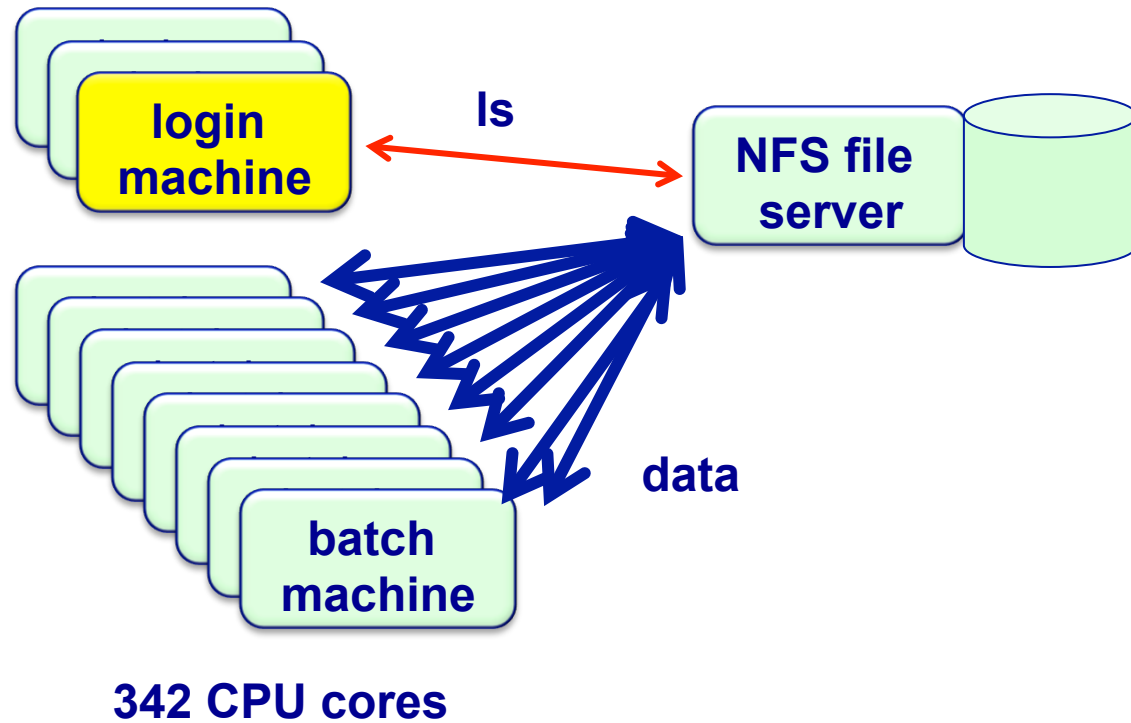 login
machine
ls
NFS file
server
data
batch
machine
342 CPU cores